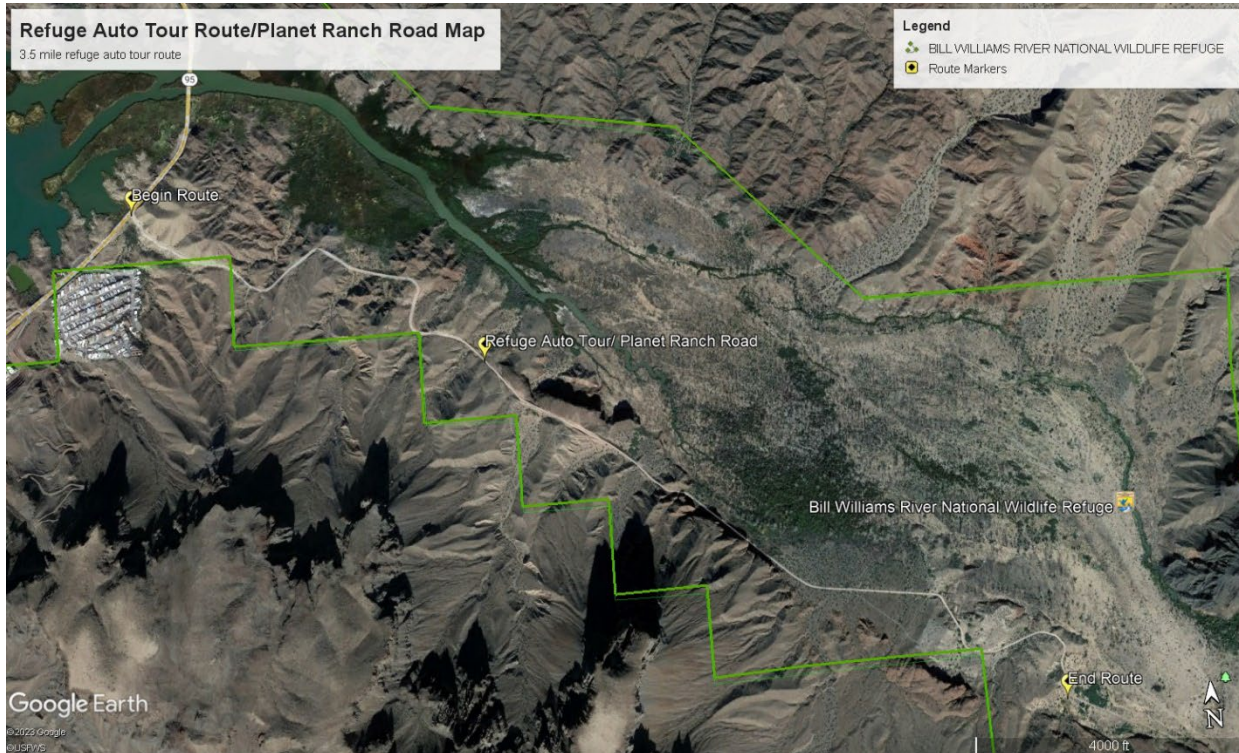 Refuge Auto Tour Route/Planet Ranch Road Map
3.5 mile refuge auto tour route
Legend
BILL WILLIAMS RIVER NATIONAL WILDLIFE REFUGE
Route Markers
95
Begin Route
Refuge Auto Tour/ Planet Ranch Road
Bill Williams River National Wildlife Refuge
End Route
Google Earth
©2023 Google
©USFWS
N
4000 ft